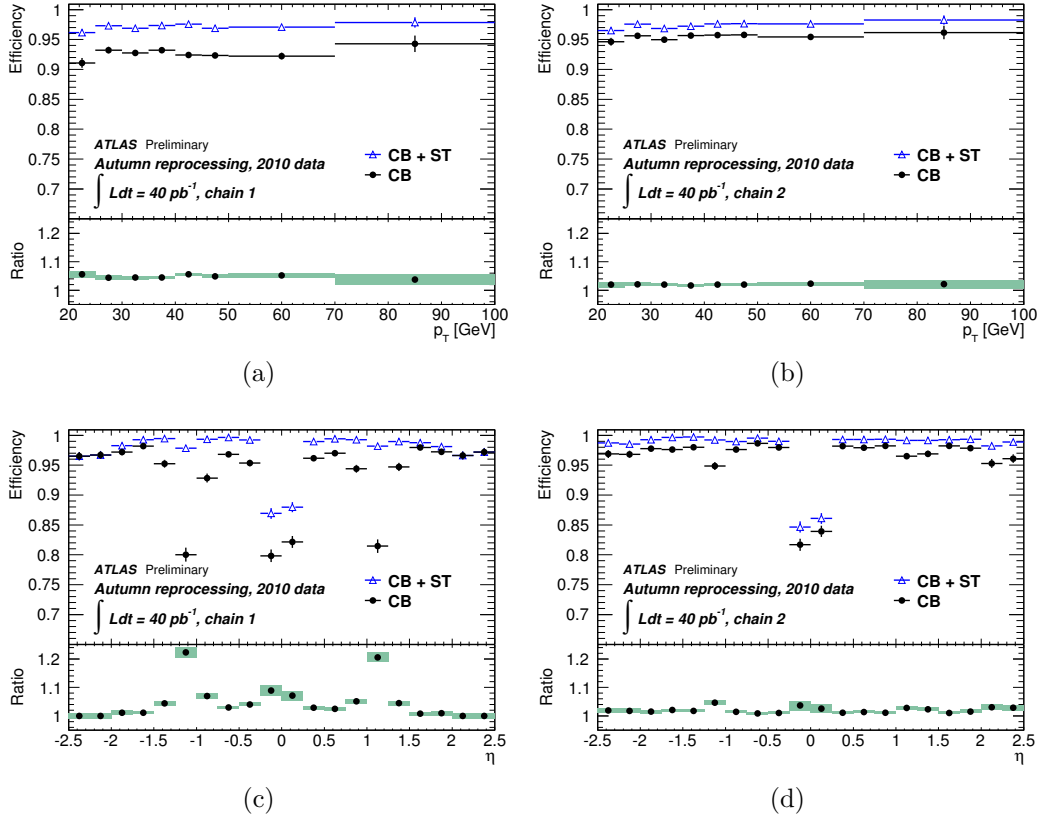 Efficiency
1
0.95
0.9
0.85
0.8
0.75
0.7
ATLAS Preliminary
Autumn reprocessing, 2010 data
∫ Ldt = 40 pb⁻¹, chain 1
CB + ST
CB
Ratio
1.2
1.1
1
20 30 40 50 60 70 80 90 100
p_T [GeV]
(a)
Efficiency
1
0.95
0.9
0.85
0.8
0.75
0.7
ATLAS Preliminary
Autumn reprocessing, 2010 data
∫ Ldt = 40 pb⁻¹, chain 2
CB + ST
CB
Ratio
1.2
1.1
1
20 30 40 50 60 70 80 90 100
p_T [GeV]
(b)
Efficiency
1
0.95
0.9
0.85
0.8
0.75
0.7
ATLAS Preliminary
Autumn reprocessing, 2010 data
∫ Ldt = 40 pb⁻¹, chain 1
CB + ST
CB
Ratio
1.2
1.1
1
-2.5 -2 -1.5 -1 -0.5 0 0.5 1 1.5 2 2.5
η
(c)
Efficiency
1
0.95
0.9
0.85
0.8
0.75
0.7
ATLAS Preliminary
Autumn reprocessing, 2010 data
∫ Ldt = 40 pb⁻¹, chain 2
CB + ST
CB
Ratio
1.2
1.1
1
-2.5 -2 -1.5 -1 -0.5 0 0.5 1 1.5 2 2.5
η
(d)